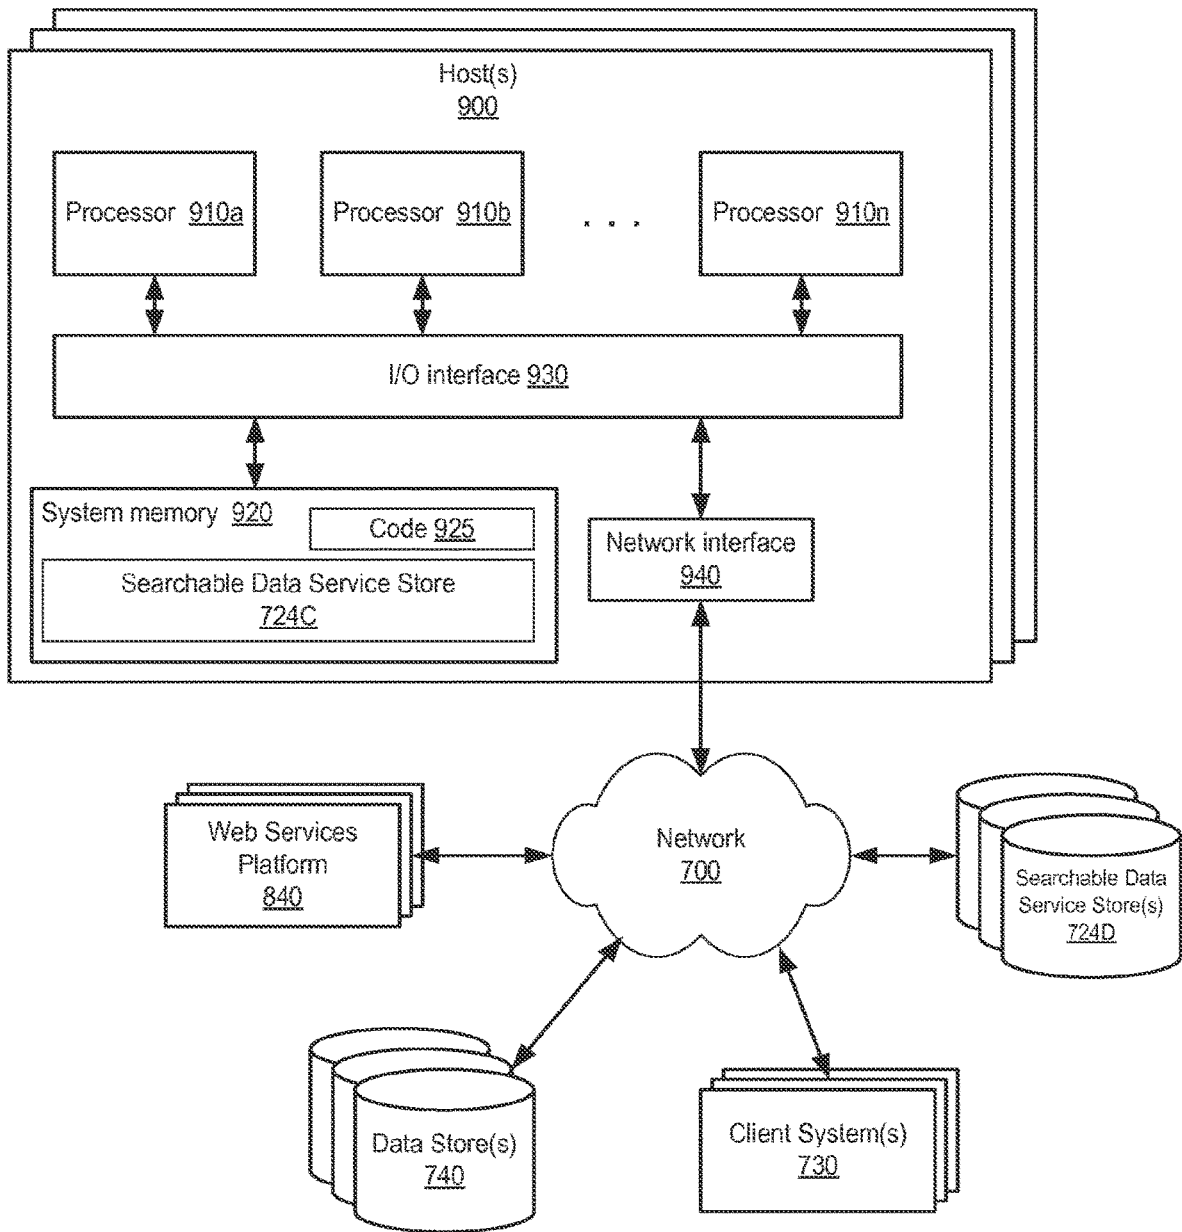 Host(s)
900
Processor 910a
Processor 910b
. . .
Processor 910n
I/O interface 930
System memory 920
Code 925
Searchable Data Service Store
724C
Network interface
940
Web Services
Platform
840
Network
700
Searchable Data
Service Store(s)
724D
Data Store(s)
740
Client System(s)
730